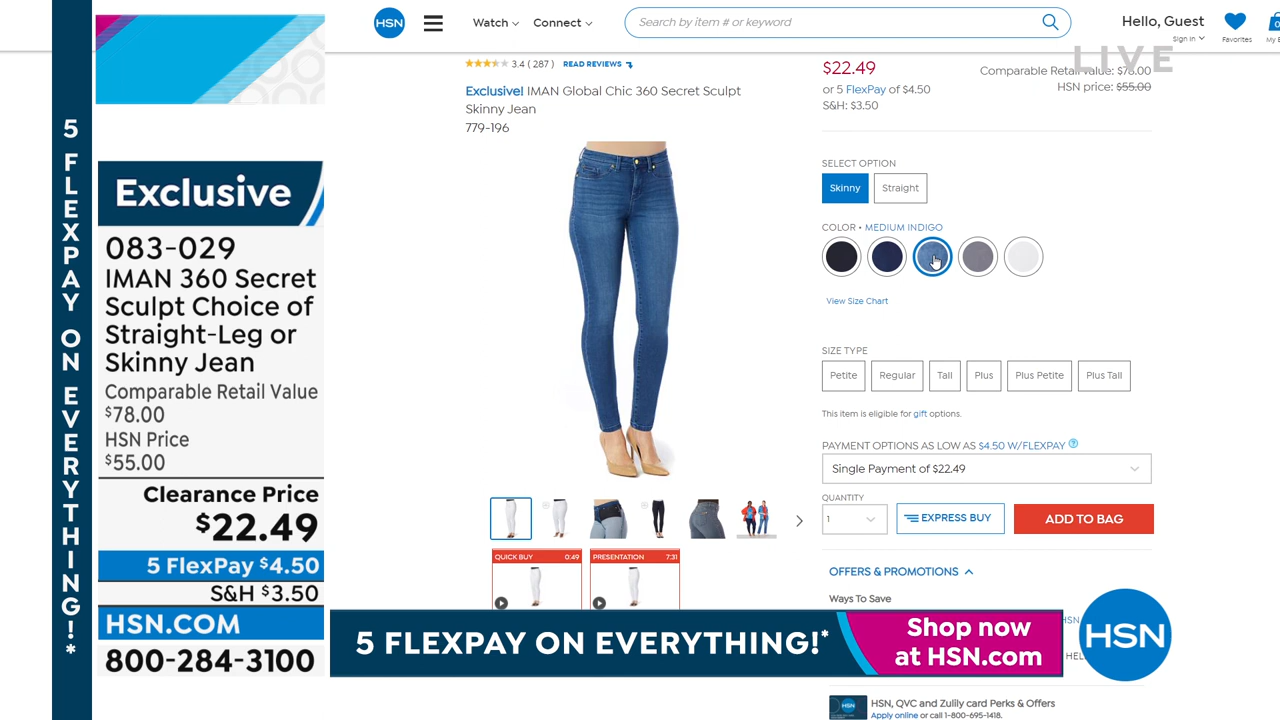 5 FLEXPAY ON EVERYTHING!*
Exclusive
083-029
IMAN 360 Secret
Sculpt Choice of
Straight-Leg or
Skinny Jean
Comparable Retail Value
$78.00
HSN Price
$55.00
Clearance Price
$22.49
5 FlexPay $4.50
S&H $3.50
HSN.COM
800-284-3100
HSN
Watch
Connect
Search by item # or keyword
Hello, Guest
Sign In
Favorites
LIVE
3.4 ( 287 )
READ REVIEWS
Exclusive! IMAN Global Chic 360 Secret Sculpt
Skinny Jean
779-196
$22.49
or 5 FlexPay of $4.50
S&H: $3.50
Comparable Retail Value: $78.00
HSN price: $55.00
SELECT OPTION
Skinny
Straight
COLOR • MEDIUM INDIGO
View Size Chart
SIZE TYPE
Petite
Regular
Tall
Plus
Plus Petite
Plus Tall
This item is eligible for gift options.
PAYMENT OPTIONS AS LOW AS $4.50 W/FLEXPAY
Single Payment of $22.49
QUANTITY
1
EXPRESS BUY
ADD TO BAG
QUICK BUY 0:49
PRESENTATION 7:31
OFFERS & PROMOTIONS
Ways To Save
5 FLEXPAY ON EVERYTHING!*
Shop now
at HSN.com
HSN
HSN, QVC and Zulily card Perks & Offers
Apply online or call 1-800-695-1418.